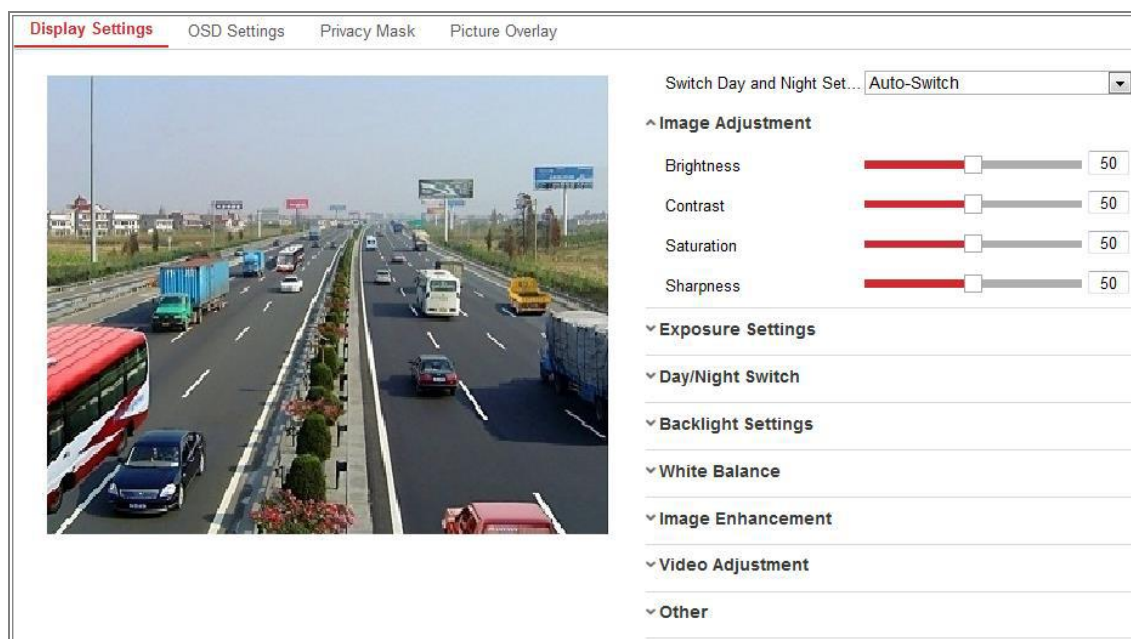 Display Settings OSD Settings Privacy Mask Picture Overlay
Switch Day and Night Set... Auto-Switch
Image Adjustment
Brightness 50
Contrast 50
Saturation 50
Sharpness 50
Exposure Settings
Day/Night Switch
Backlight Settings
White Balance
Image Enhancement
Video Adjustment
Other